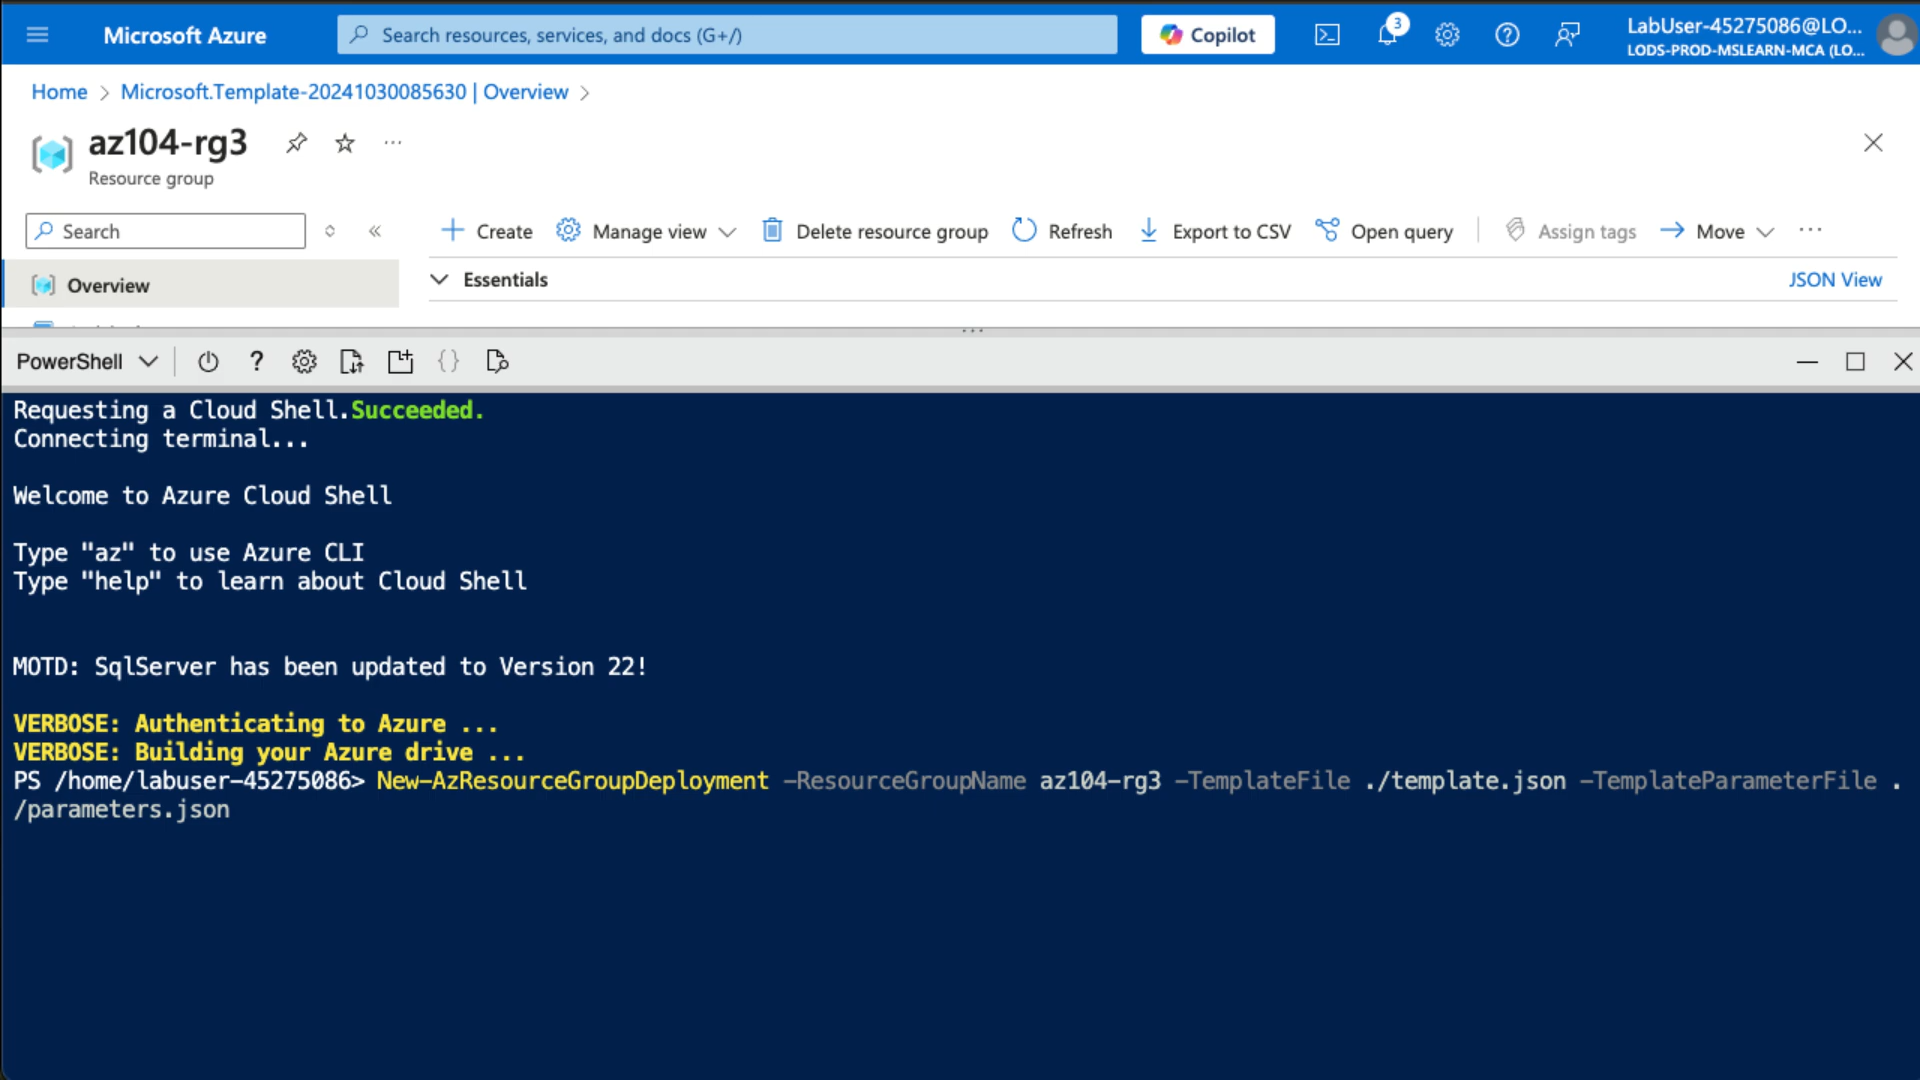 Microsoft Azure
Search resources, services, and docs (G+/)
Copilot
3
LabUser-45275086@LO...
LODS-PROD-MSLEARN-MCA (LO...
Home > Microsoft.Template-20241030085630 | Overview >
az104-rg3
Resource group
Search
Create
Manage view
Delete resource group
Refresh
Export to CSV
Open query
Assign tags
Move
Overview
Essentials
JSON View
PowerShell
Requesting a Cloud Shell.Succeeded.
Connecting terminal...
Welcome to Azure Cloud Shell
Type "az" to use Azure CLI
Type "help" to learn about Cloud Shell
MOTD: SqlServer has been updated to Version 22!
VERBOSE: Authenticating to Azure ...
VERBOSE: Building your Azure drive ...
PS /home/labuser-45275086> New-AzResourceGroupDeployment -ResourceGroupName az104-rg3 -TemplateFile ./template.json -TemplateParameterFile .
/parameters.json